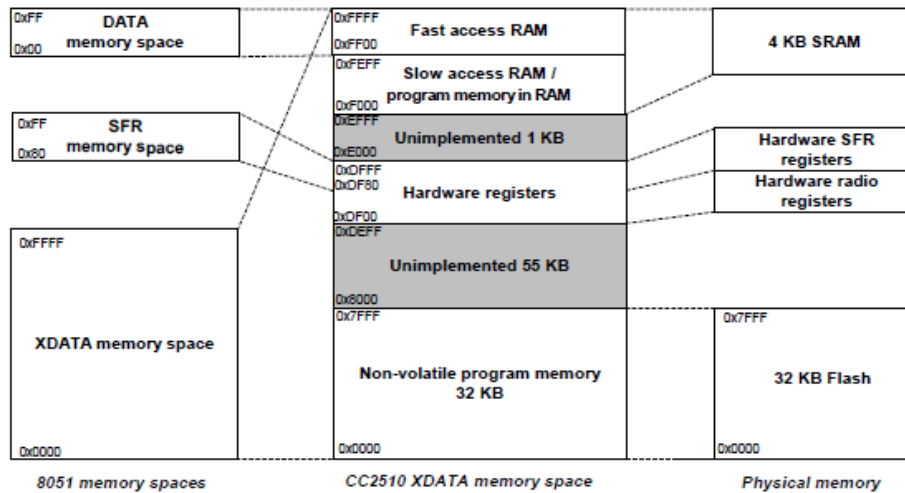 0xFF
DATA
memory space
0x00
0xFF
SFR
memory space
0x80
0xFFFF
XDATA memory space
0x0000
8051 memory spaces
0xFFFF
Fast access RAM
0xFF00
0xFEFF
Slow access RAM /
program memory in RAM
0xF000
0xEFFF
Unimplemented 1 KB
0xE000
0xDFFF
0xDF80
Hardware registers
0xDF00
0xDEFF
Unimplemented 55 KB
0x8000
0x7FFF
Non-volatile program memory
32 KB
0x0000
CC2510 XDATA memory space
4 KB SRAM
Hardware SFR
registers
Hardware radio
registers
0x7FFF
32 KB Flash
0x0000
Physical memory